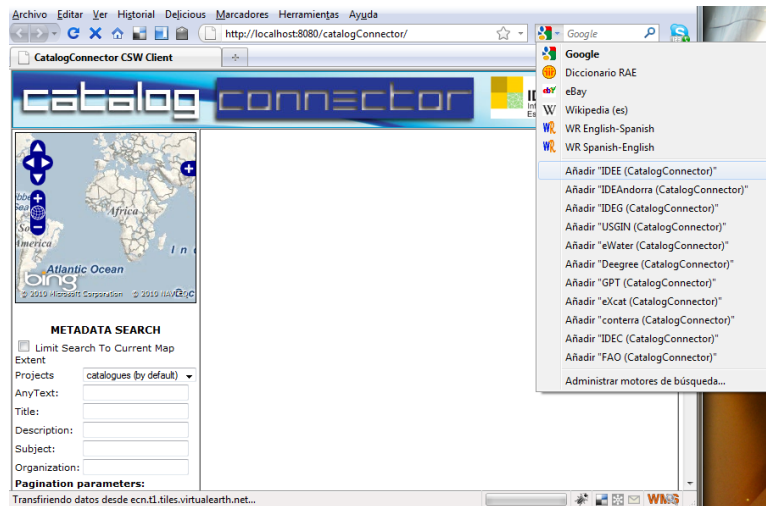 Archivo Editar Ver Historial Delicious Marcadores Herramientas Ayuda
http://localhost:8080/catalogConnector/
Google
CatalogConnector CSW Client
catalog connector
Google
Diccionario RAE
eBay
Wikipedia (es)
WR English-Spanish
WR Spanish-English
Añadir "IDEE (CatalogConnector)"
Añadir "IDEAndorra (CatalogConnector)"
Añadir "IDEG (CatalogConnector)"
Añadir "USGIN (CatalogConnector)"
Añadir "eWater (CatalogConnector)"
Añadir "Deegree (CatalogConnector)"
Añadir "GPT (CatalogConnector)"
Añadir "eXcat (CatalogConnector)"
Añadir "conterra (CatalogConnector)"
Añadir "IDEC (CatalogConnector)"
Añadir "FAO (CatalogConnector)"
Administrar motores de búsqueda...
Africa
America
Atlantic Ocean
bing
© 2010 Microsoft Corporation © 2010 NAVTEQ
METADATA SEARCH
Limit Search To Current Map
Extent
Projects catalogues (by default)
AnyText:
Title:
Description:
Subject:
Organization:
Pagination parameters:
Transfiriendo datos desde ecn.t1.tiles.virtualearth.net...
WMS